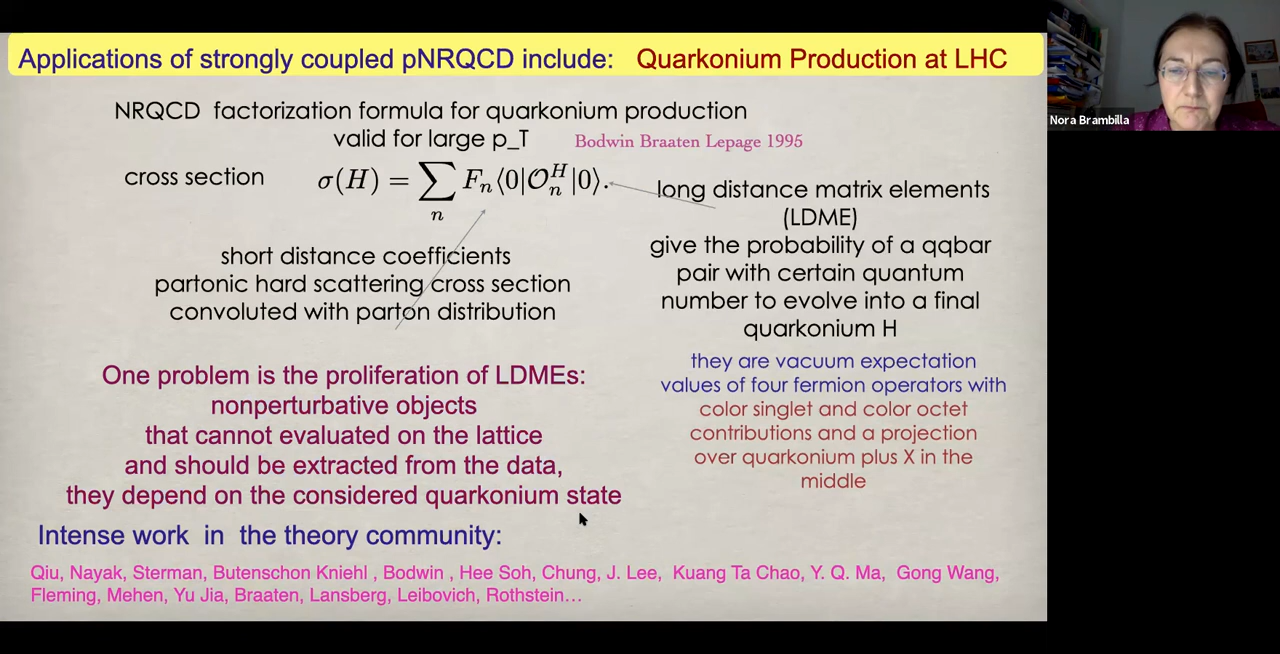 Applications of strongly coupled pNRQCD include: Quarkonium Production at LHC
NRQCD factorization formula for quarkonium production
valid for large p_T
Bodwin Braaten Lepage 1995
cross section
σ(H) = ∑ₙ Fₙ⟨0|𝒪ₙᴴ|0⟩.
long distance matrix elements
(LDME)
give the probability of a qqbar
pair with certain quantum
number to evolve into a final
quarkonium H
short distance coefficients
partonic hard scattering cross section
convoluted with parton distribution
they are vacuum expectation
values of four fermion operators with
color singlet and color octet
contributions and a projection
over quarkonium plus X in the
middle
One problem is the proliferation of LDMEs:
nonperturbative objects
that cannot evaluated on the lattice
and should be extracted from the data,
they depend on the considered quarkonium state
Intense work in the theory community:
Qiu, Nayak, Sterman, Butenschon Kniehl , Bodwin , Hee Soh, Chung, J. Lee, Kuang Ta Chao, Y. Q. Ma, Gong Wang,
Fleming, Mehen, Yu Jia, Braaten, Lansberg, Leibovich, Rothstein…
Nora Brambilla